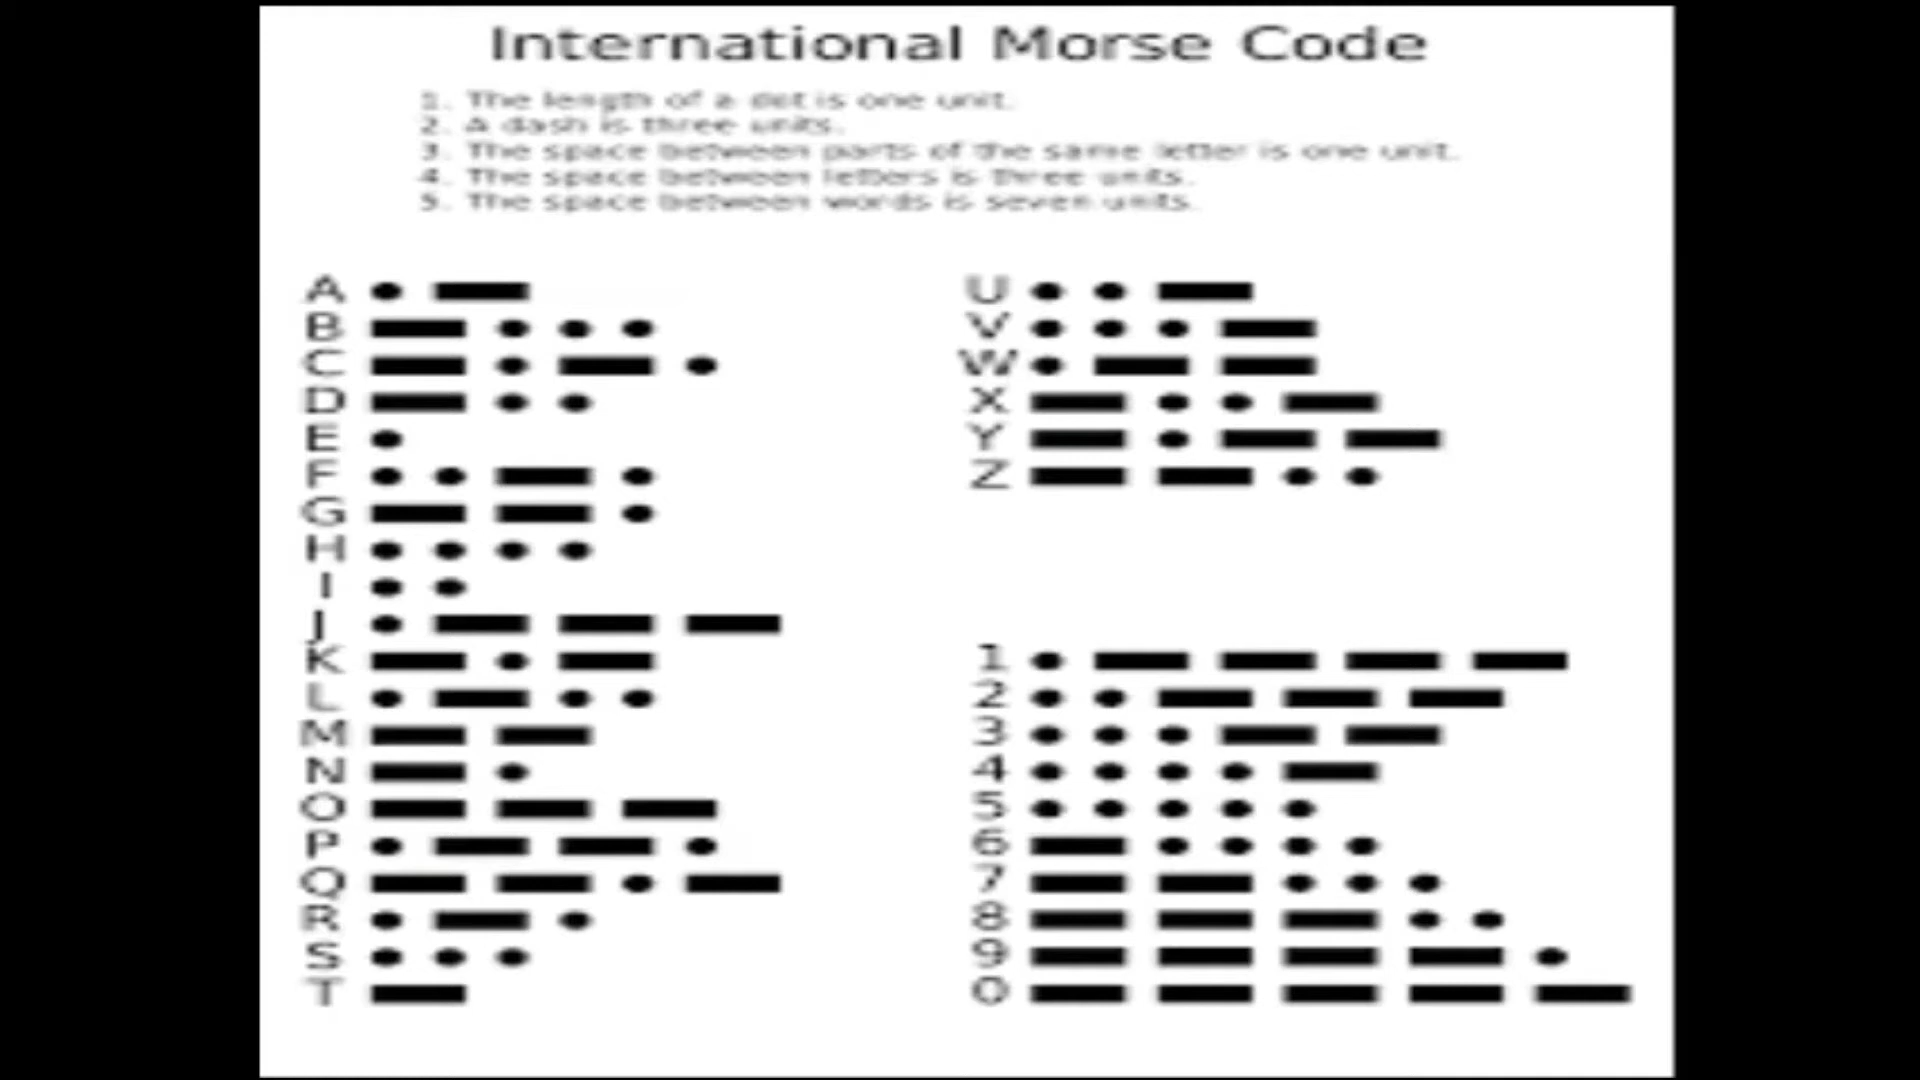 International Morse Code
1. The length of a dot is one unit.
2. A dash is three units.
3. The space between parts of the same letter is one unit.
4. The space between letters is three units.
5. The space between words is seven units.
A
B
C
D
E
F
G
H
I
J
K
L
M
N
O
P
Q
R
S
T
U
V
W
X
Y
Z
1
2
3
4
5
6
7
8
9
0